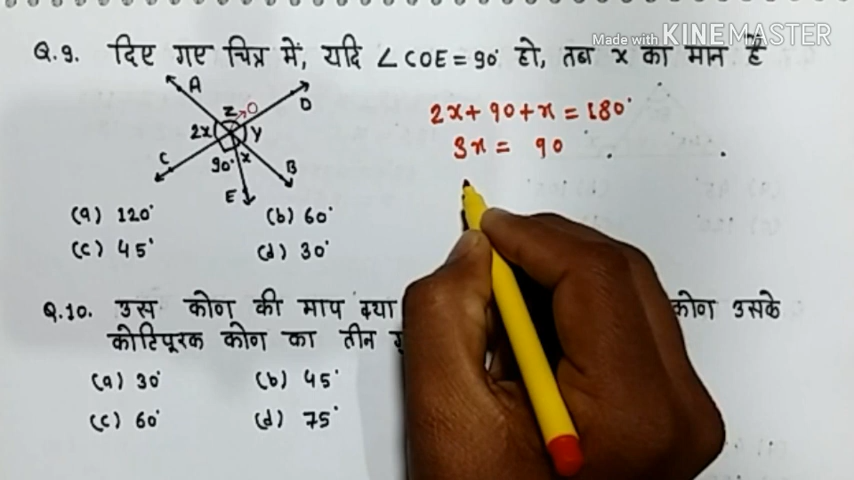 Made with KINEMASTER
Q.9. दिए गए चित्र में, यदि ∠COE = 90° हो, तब x का मान है
A
D
Z
O
2x
y
C
90°
x
B
E
2x + 90 + x = 180°
3x = 90
(a) 120° (b) 60°
(c) 45° (d) 30°
Q.10. उस कोण की माप क्या कोण उसके
कोटिपूरक कोण का तीन
(a) 30° (b) 45°
(c) 60° (d) 75°